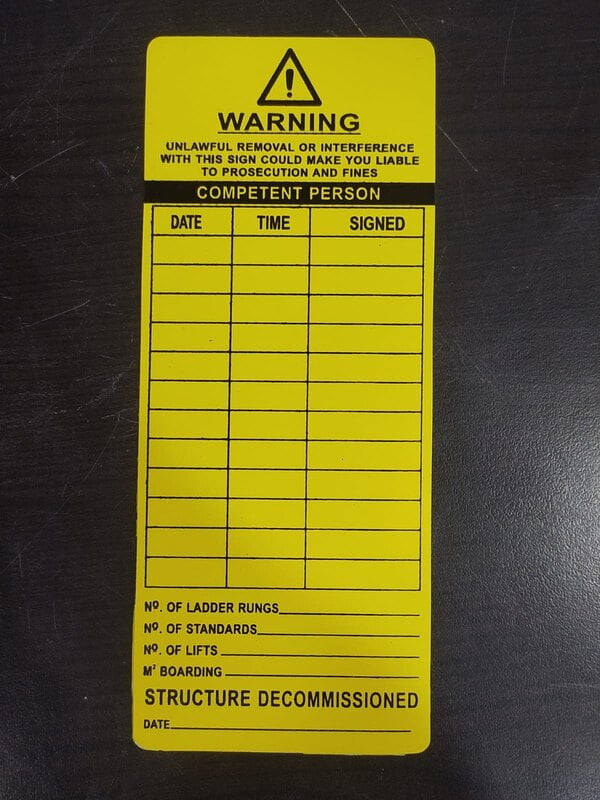 WARNING
UNLAWFUL REMOVAL OR INTERFERENCE
WITH THIS SIGN COULD MAKE YOU LIABLE
TO PROSECUTION AND FINES
COMPETENT PERSON
DATE TIME SIGNED
Nº. OF LADDER RUNGS
Nº. OF STANDARDS
Nº. OF LIFTS
M² BOARDING
STRUCTURE DECOMMISSIONED
DATE